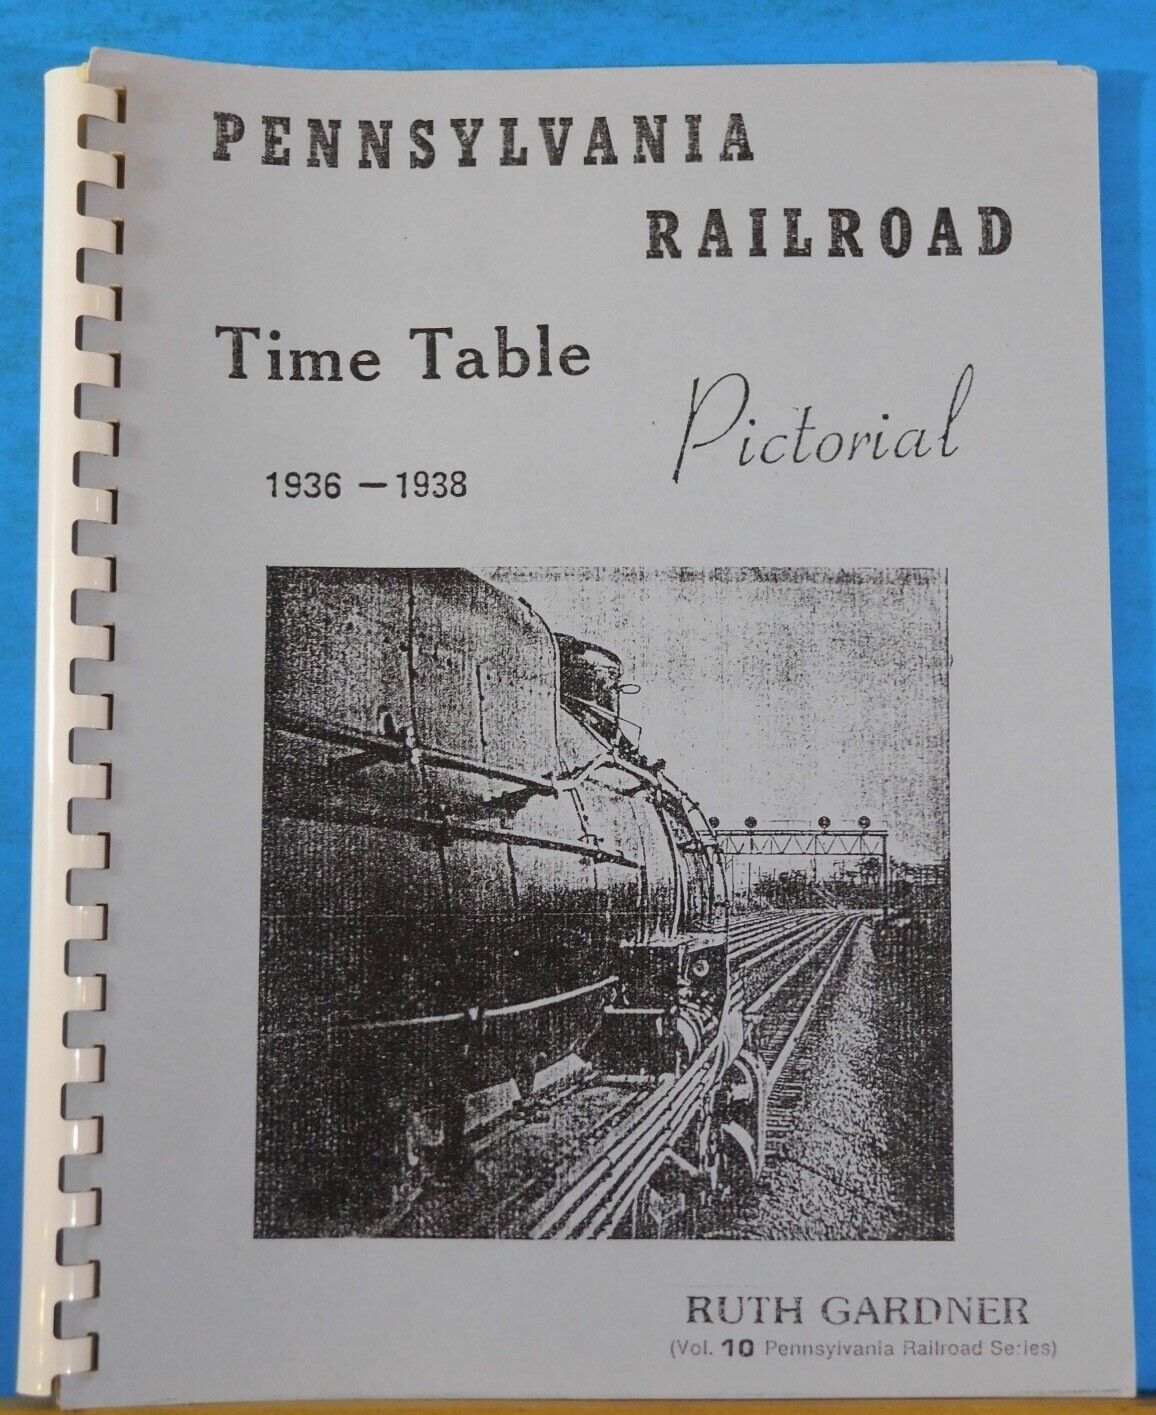 PENNSYLVANIA
RAILROAD
Time Table
Pictorial
1936 — 1938
RUTH GARDNER
(Vol. 10 Pennsylvania Railroad Series)